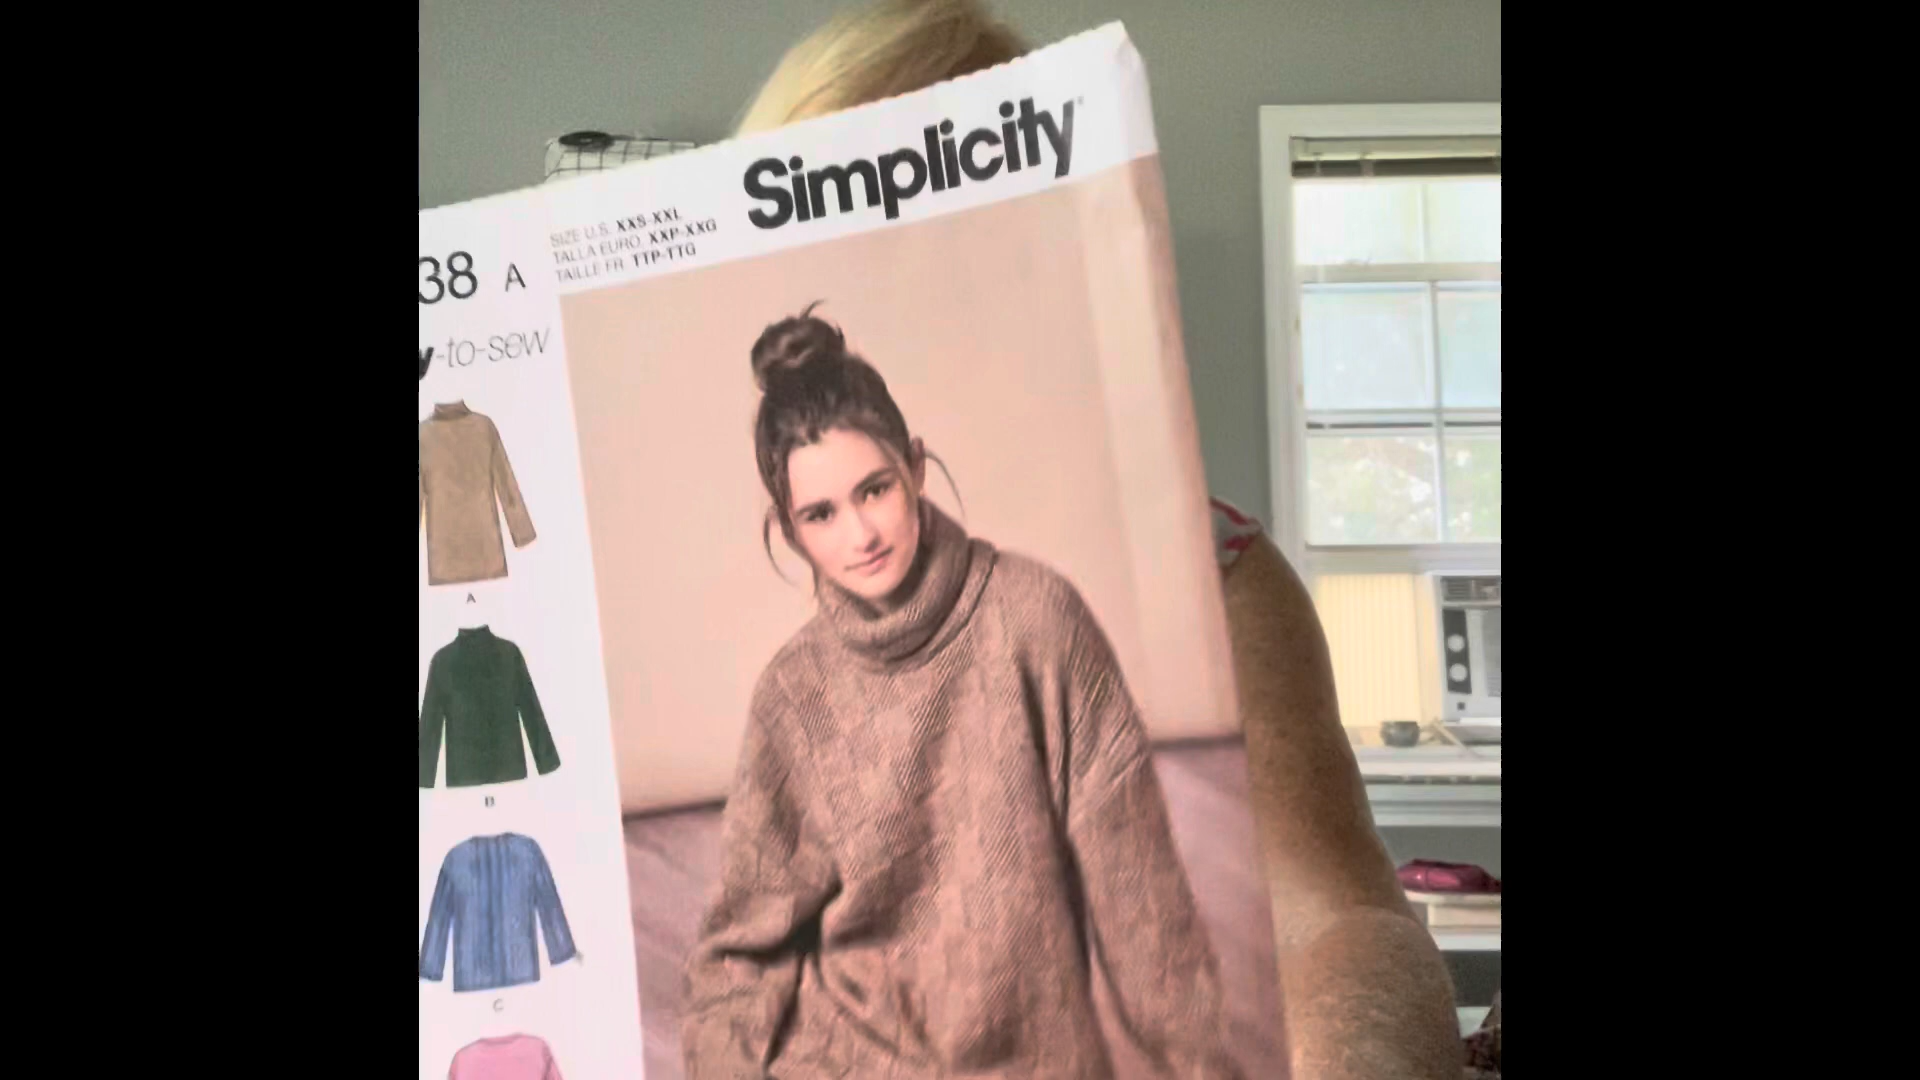 Simplicity
SIZE U.S. XXS-XXL
TALLA EURO. XXP-XXG
TAILLE FR. TTP-TTG
38 A
y-to-sew
A
B
C